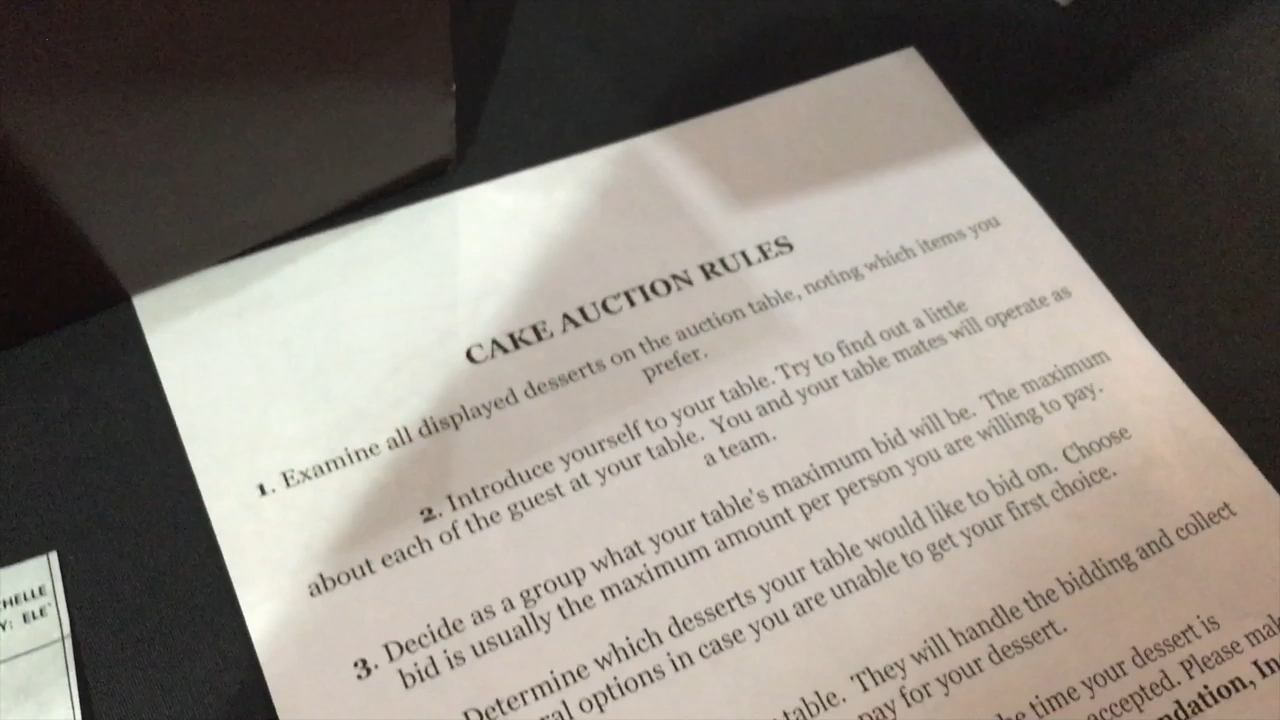 CAKE AUCTION RULES
1. Examine all displayed desserts on the auction table, noting which items you
prefer.
2. Introduce yourself to your table. Try to find out a little
about each of the guest at your table. You and your table mates will operate as
a team.
3. Decide as a group what your table's maximum bid will be. The maximum
bid is usually the maximum amount per person you are willing to pay.
Determine which desserts your table would like to bid on. Choose
options in case you are unable to get your first choice.
table. They will handle the bidding and collect
pay for your dessert.
time your dessert is
accepted. Please